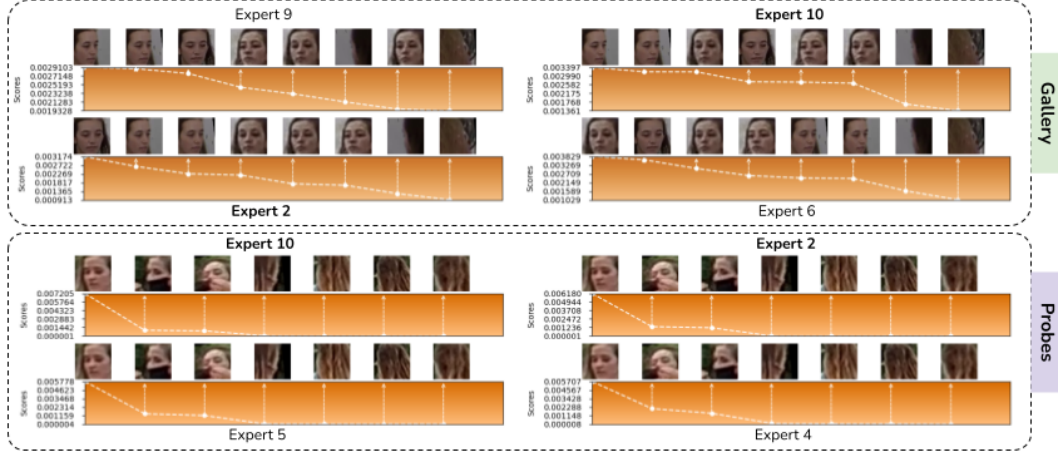 Expert 9
Expert 10
Scores
0.0029103
0.0027148
0.0025193
0.0023238
0.0021283
0.0019328
Scores
0.003397
0.002990
0.002582
0.002175
0.001768
0.001361
Scores
0.003174
0.002722
0.002269
0.001817
0.001365
0.000913
Scores
0.003829
0.003269
0.002709
0.002149
0.001589
0.001029
Expert 2
Expert 6
Gallery
Expert 10
Expert 2
Scores
0.007205
0.005764
0.004323
0.002883
0.001442
0.000001
Scores
0.006180
0.004944
0.003708
0.002472
0.001236
0.000001
Scores
0.005778
0.004623
0.003468
0.002314
0.001159
0.000004
Scores
0.005707
0.004567
0.003428
0.002288
0.001148
0.000008
Expert 5
Expert 4
Probes